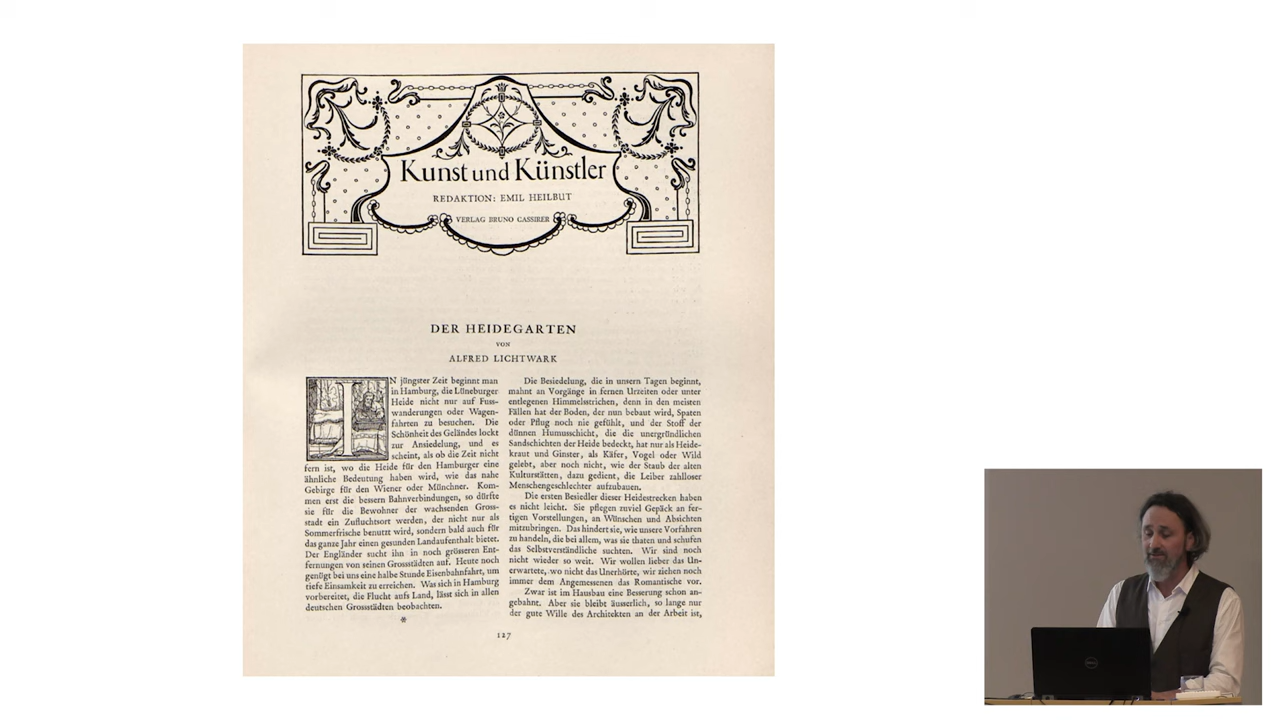 Kunst und Künstler
REDAKTION: EMIL HEILBUT
VERLAG BRUNO CASSIRER
DER HEIDEGARTEN
VON
ALFRED LICHTWARK
IN jüngster Zeit beginnt man
in Hamburg, die Lüneburger
Heide nicht nur auf Fuss-
wanderungen oder Wagen-
fahrten zu besuchen. Die
Schönheit des Geländes lockt
zur Ansiedelung, und es
scheint, als ob die Zeit nicht
fern ist, wo die Heide für den Hamburger eine
ähnliche Bedeutung haben wird, wie das nahe
Gebirge für den Wiener oder Münchner. Kom-
men erst die bessern Bahnverbindungen, so dürfte
sie für die Bewohner der wachsenden Gross-
stadt ein Zufluchtsort werden, der nicht nur als
Sommerfrische benutzt wird, sondern bald auch für
das ganze Jahr einen gesunden Landaufenthalt bietet.
Der Engländer sucht ihn in noch grösseren Ent-
fernungen von seinen Grossstädten auf. Heute noch
genügt bei uns eine halbe Stunde Eisenbahnfahrt, um
tiefe Einsamkeit zu erreichen. Was sich in Hamburg
vorbereitet, die Flucht aufs Land, lässt sich in allen
deutschen Grossstädten beobachten.
*
Die Besiedelung, die in unsern Tagen beginnt,
mahnt an Vorgänge in fernen Urzeiten oder unter
entlegenen Himmelsstrichen, denn in den meisten
Fällen hat der Boden, der nun bebaut wird, Spaten
oder Pflug noch nie gefühlt, und der Stoff der
dünnen Humusschicht, die die unergründlichen
Sandschichten der Heide bedeckt, hat nur als Heide-
kraut und Ginster, als Käfer, Vogel oder Wild
gelebt, aber noch nicht, wie der Staub der alten
Kulturstätten, dazu gedient, die Leiber zahlloser
Menschengeschlechter aufzubauen.
Die ersten Besiedler dieser Heidestrecken haben
es nicht leicht. Sie pflegen zuviel Gepäck an fer-
tigen Vorstellungen, an Wünschen und Absichten
mitzubringen. Das hindert sie, wie unsere Vorfahren
zu handeln, die bei allem, was sie thaten und schufen
das Selbstverständliche suchten. Wir sind noch
nicht wieder so weit. Wir wollen lieber das Un-
erwartete, wo nicht das Unerhörte, wir ziehen noch
immer dem Angemessenen das Romantische vor.
Zwar ist im Hausbau eine Besserung schon an-
gebahnt. Aber sie bleibt äusserlich, so lange nur
der gute Wille des Architekten an der Arbeit ist,
127
DELL